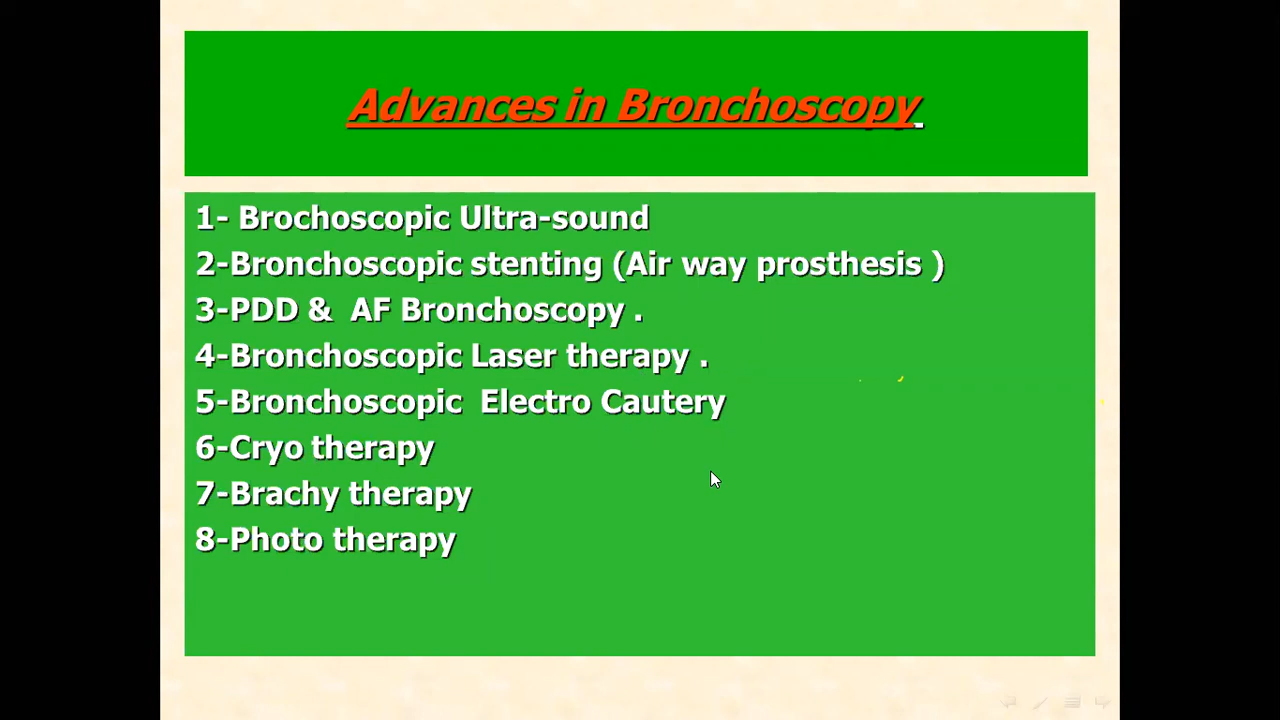 Advances in Bronchoscopy
1- Brochoscopic Ultra-sound
2-Bronchoscopic stenting (Air way prosthesis )
3-PDD & AF Bronchoscopy .
4-Bronchoscopic Laser therapy .
5-Bronchoscopic Electro Cautery
6-Cryo therapy
7-Brachy therapy
8-Photo therapy